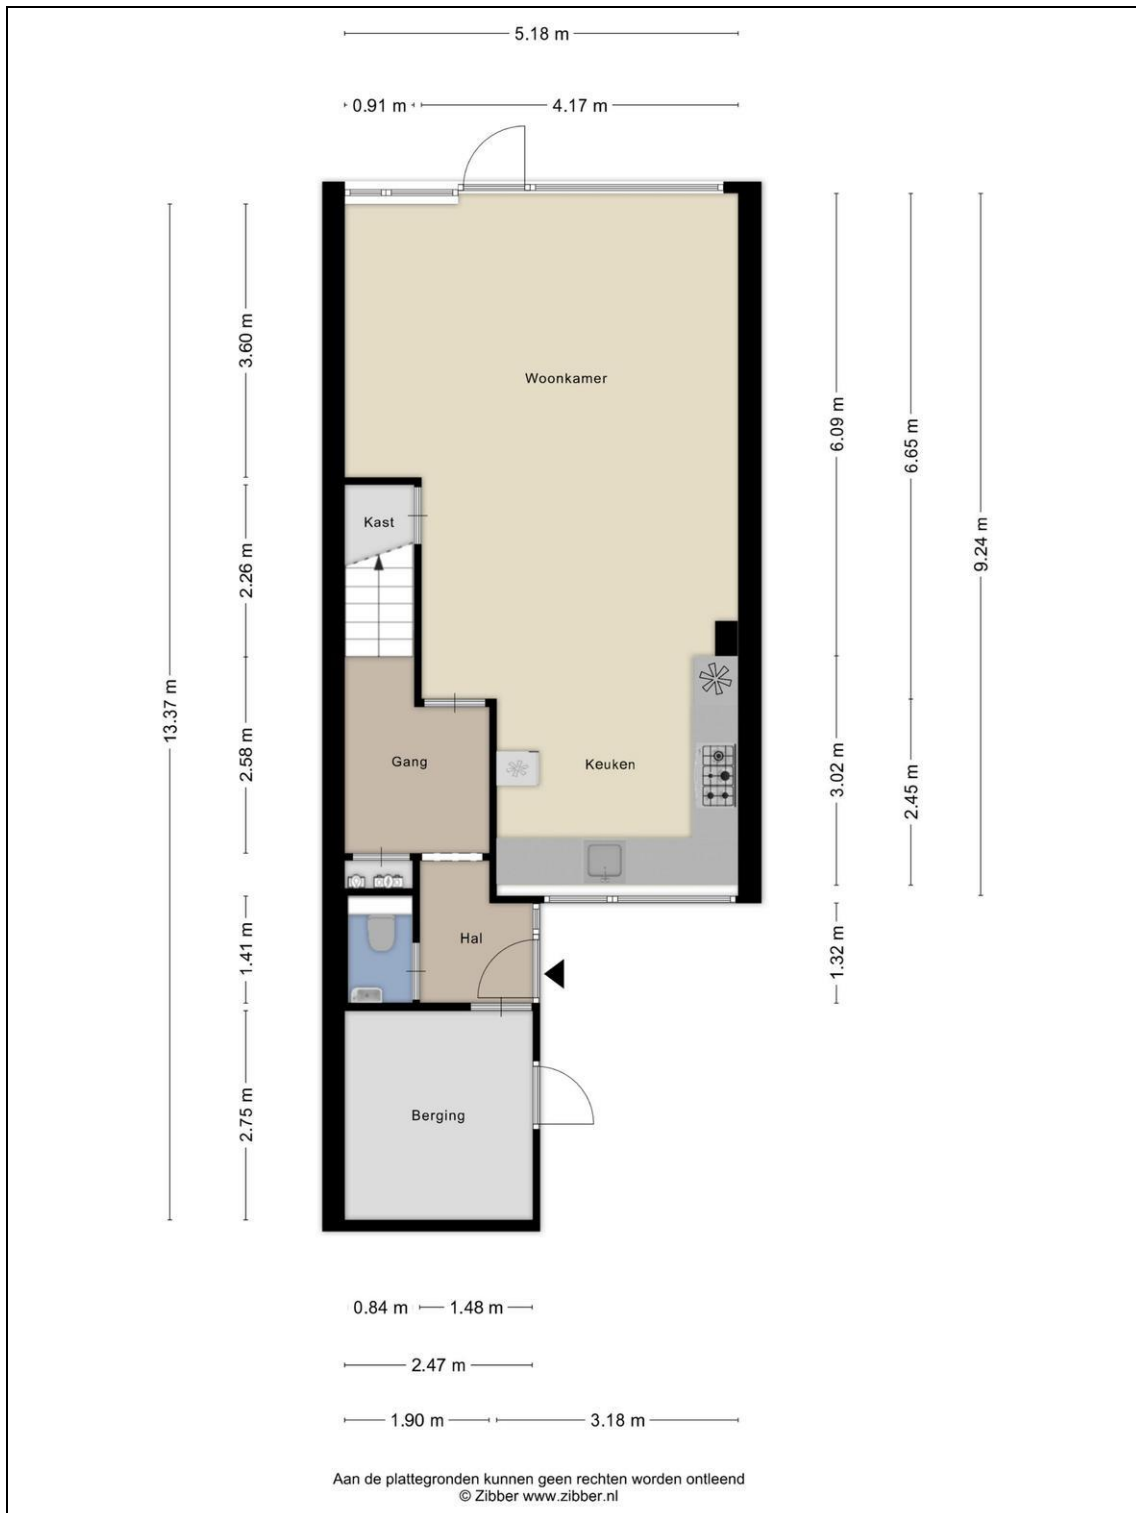 5.18 m
0.91 m
4.17 m
Woonkamer
3.60 m
6.09 m
6.65 m
Kast
2.26 m
9.24 m
13.37 m
Gang
Keuken
2.58 m
3.02 m
2.45 m
Hal
1.41 m
1.32 m
Berging
2.75 m
0.84 m
1.48 m
2.47 m
1.90 m
3.18 m
Aan de plattegronden kunnen geen rechten worden ontleend
© Zibber www.zibber.nl